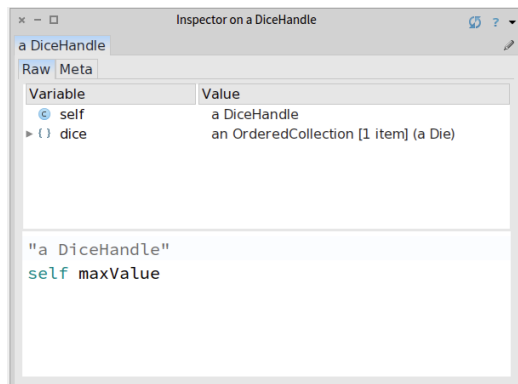 Inspector on a DiceHandle ?
a DiceHandle
Raw Meta
Variable Value
self a DiceHandle
dice an OrderedCollection [1 item] (a Die)
"a DiceHandle"
self maxValue